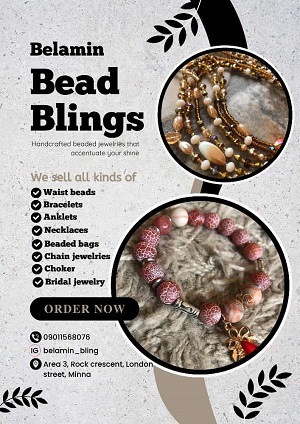 Belamin
Bead
Blings
Handcrafted beaded jewelries that
accentuate your shine
We sell all kinds of
Waist beads
Bracelets
Anklets
Necklaces
Beaded bags
Chain jewelries
Choker
Bridal jewelry
ORDER NOW
09011568076
IG : belamin_bling
Area 3, Rock crescent, London
street, Minna